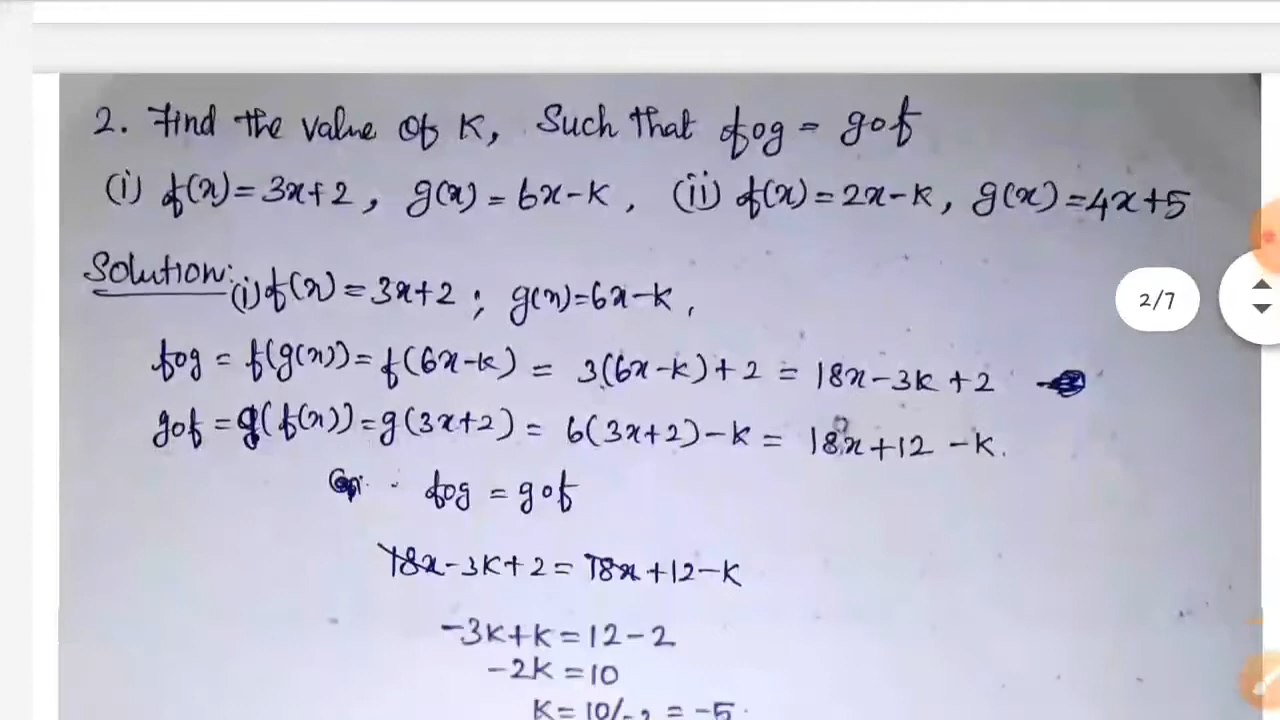 2. Find the value of K, Such that fog = gof
(i) f(x) = 3x+2, g(x) = 6x-k, (ii) f(x) = 2x-k, g(x) = 4x+5
Solution: (i) f(x) = 3x+2; g(x)=6x-k,
2/7
fog = f(g(x)) = f(6x-k) = 3(6x-k)+2 = 18x-3k+2
gof = g(f(x)) = g(3x+2) = 6(3x+2)-k = 18x+12-k.
fog = gof
18x-3k+2 = 18x+12-k
-3k+k = 12-2
-2k = 10
k = 10/-2 = -5.